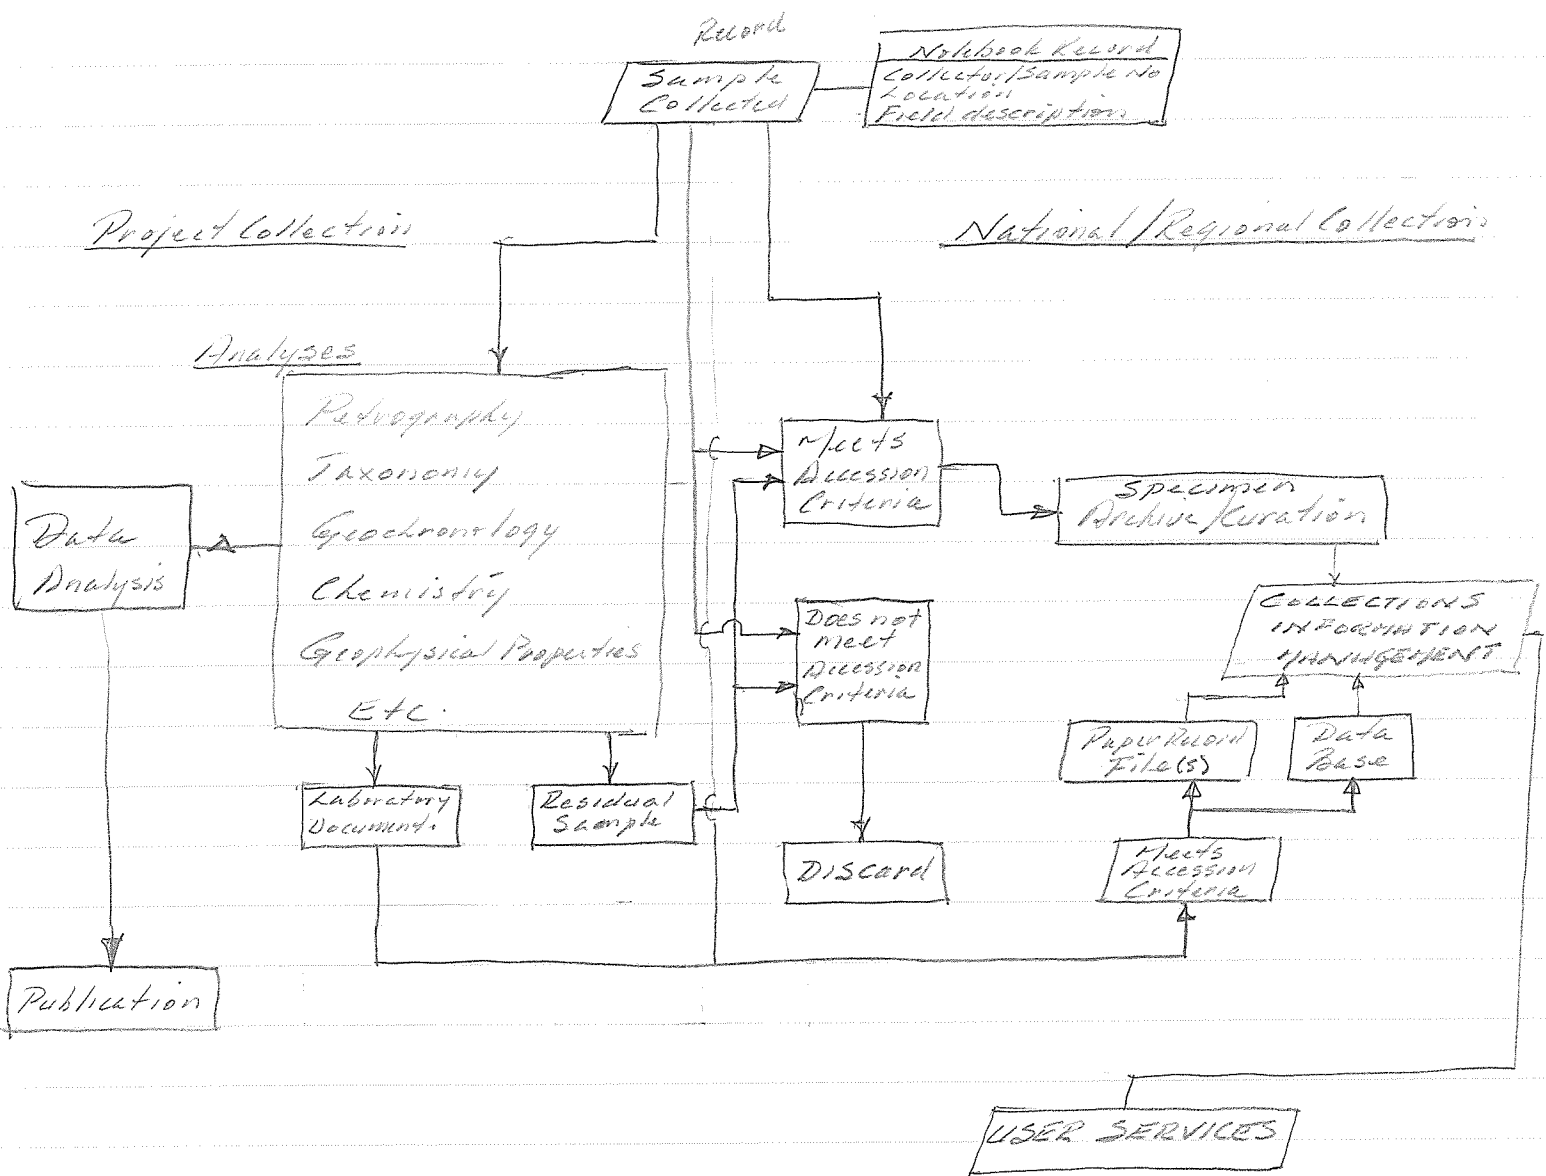 Record
Sample
Collected
Notebook Record
Collector/Sample No
Location
Field description
Project Collection
National/Regional Collection
Analyses
Petrography
Taxonomy
Geochronology
Chemistry
Geophysical Properties
Etc.
Data
Analysis
Meets
Accession
Criteria
Specimen
Archive/Curation
Does not
meet
Accession
Criteria
COLLECTIONS
INFORMATION
MANAGEMENT
Paper Record
File(s)
Data
Base
Laboratory
Document.
Residual
Sample
Discard
Meets
Accession
Criteria
Publication
USER SERVICES